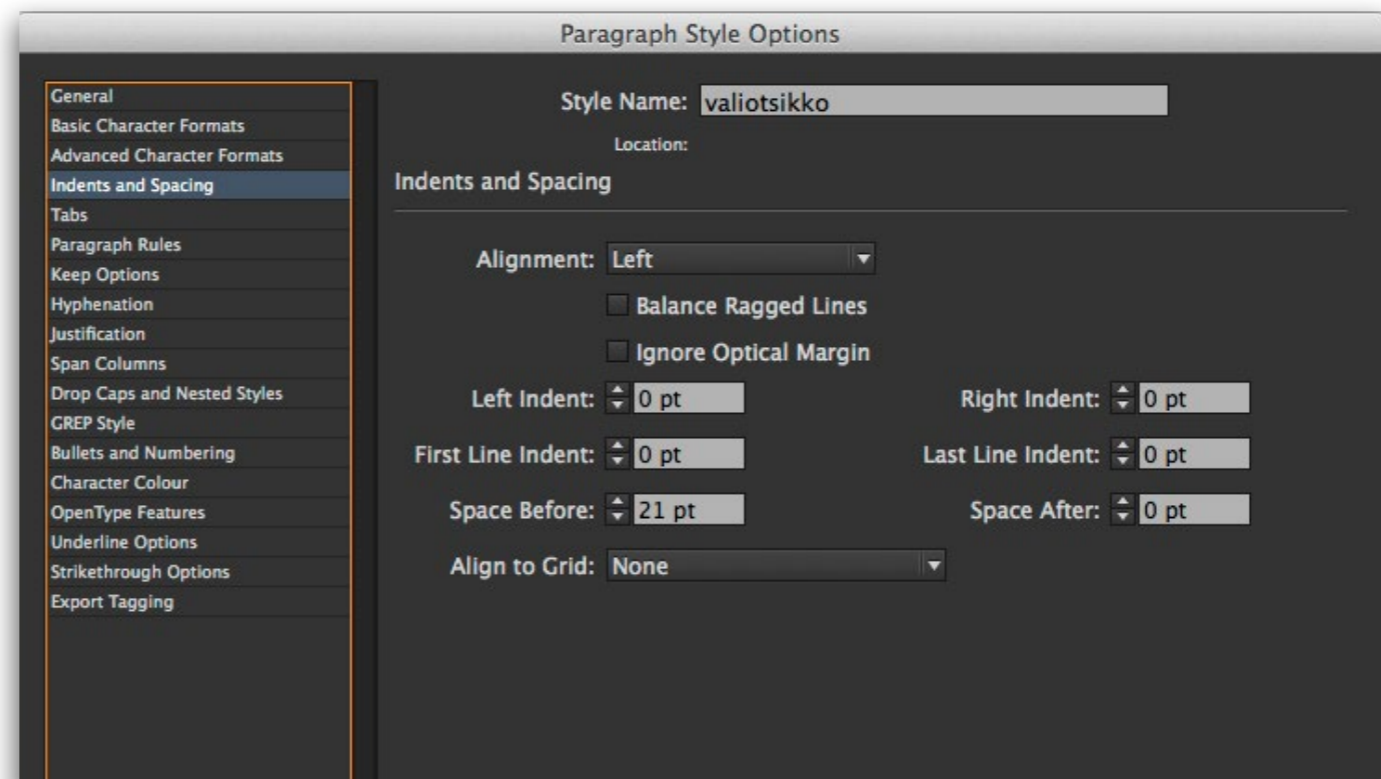 Paragraph Style Options
General
Basic Character Formats
Advanced Character Formats
Indents and Spacing
Tabs
Paragraph Rules
Keep Options
Hyphenation
Justification
Span Columns
Drop Caps and Nested Styles
GREP Style
Bullets and Numbering
Character Colour
OpenType Features
Underline Options
Strikethrough Options
Export Tagging
Style Name: valiotsikko
Location:
Indents and Spacing
Alignment: Left
Balance Ragged Lines
Ignore Optical Margin
Left Indent: 0 pt Right Indent: 0 pt
First Line Indent: 0 pt Last Line Indent: 0 pt
Space Before: 21 pt Space After: 0 pt
Align to Grid: None